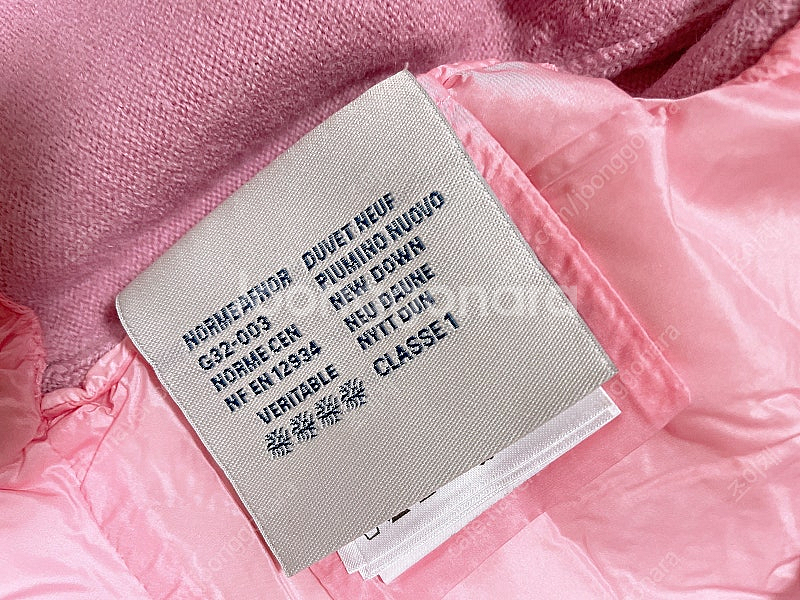 NORME AFNOR
G32-003
NORME CEN
NF EN 12934
VERITABLE
DUVET NEUF
PIUMINO NUOVO
NEW DOWN
NEU DAUNE
NYTT DUN
CLASSE 1